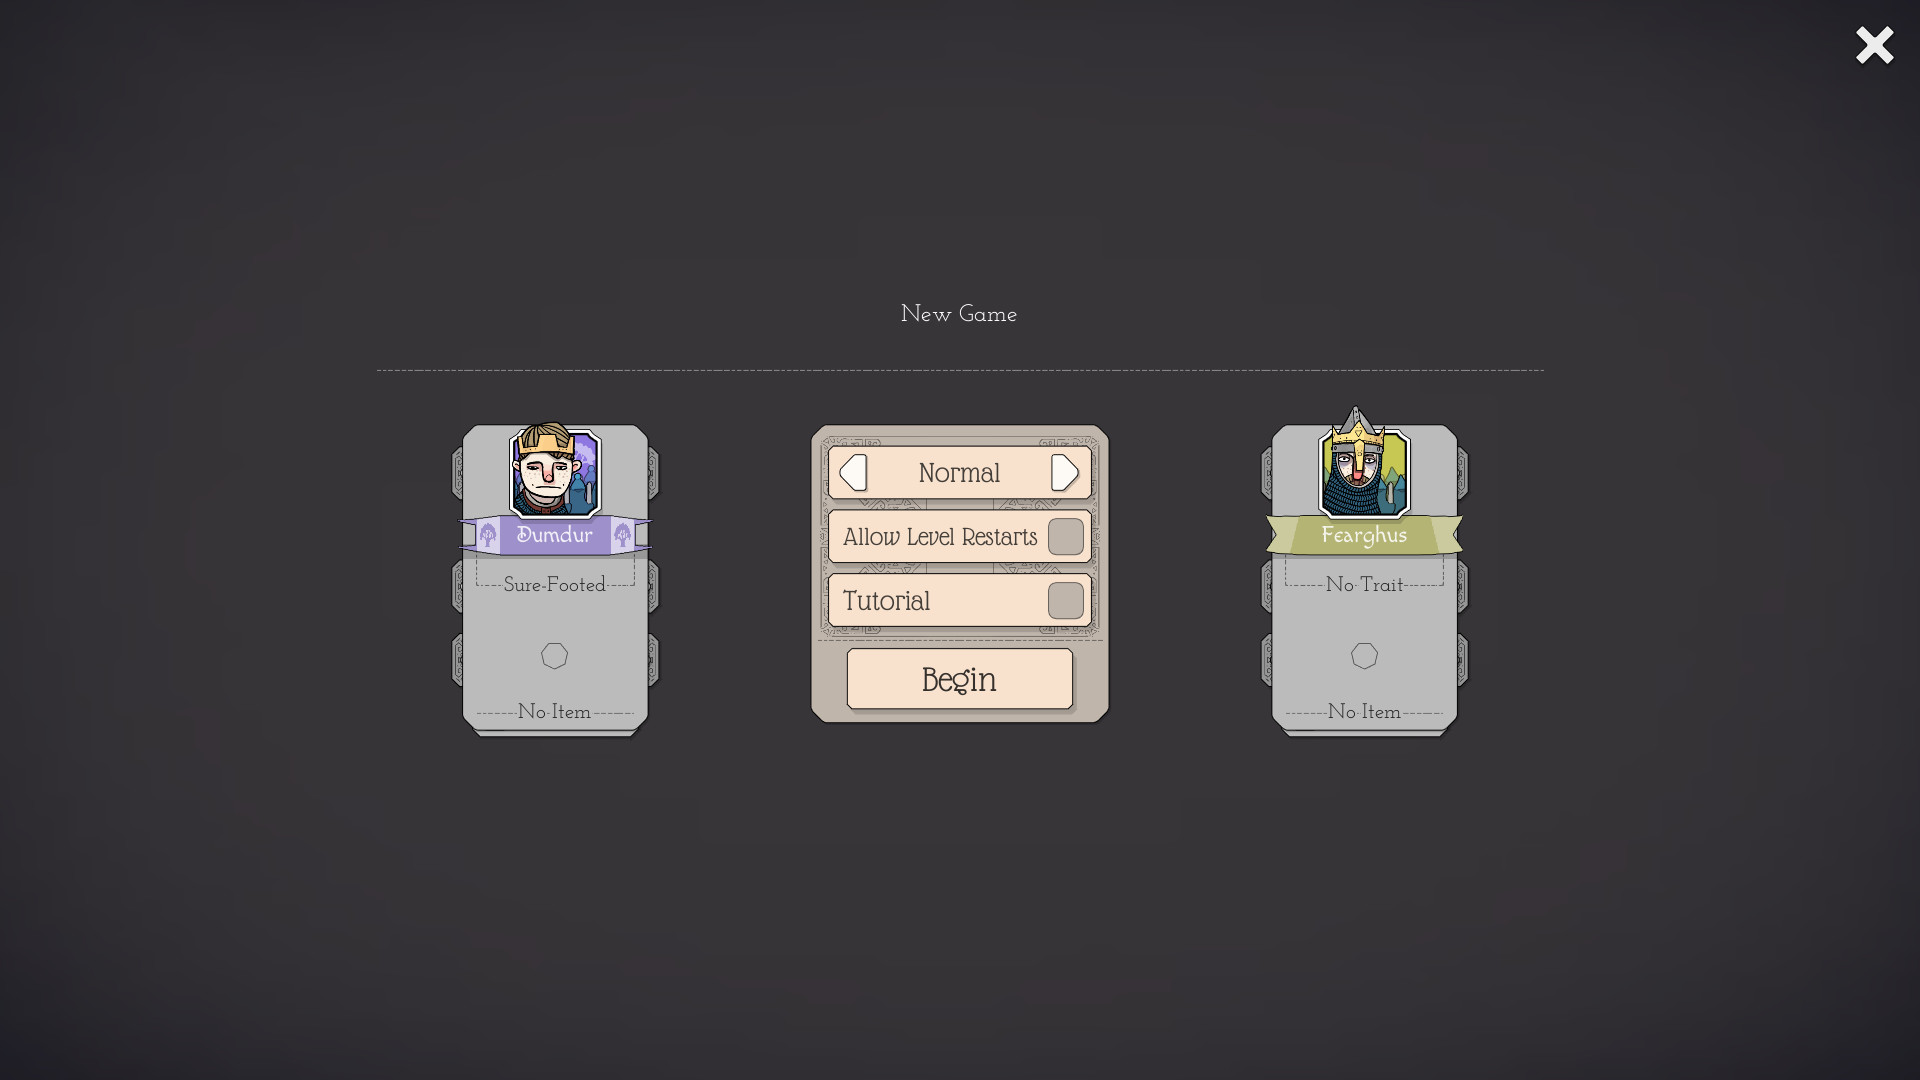 New Game
Dumdur
Sure-Footed
No Item
Normal
Allow Level Restarts
Tutorial
Begin
Fearghus
No Trait
No Item